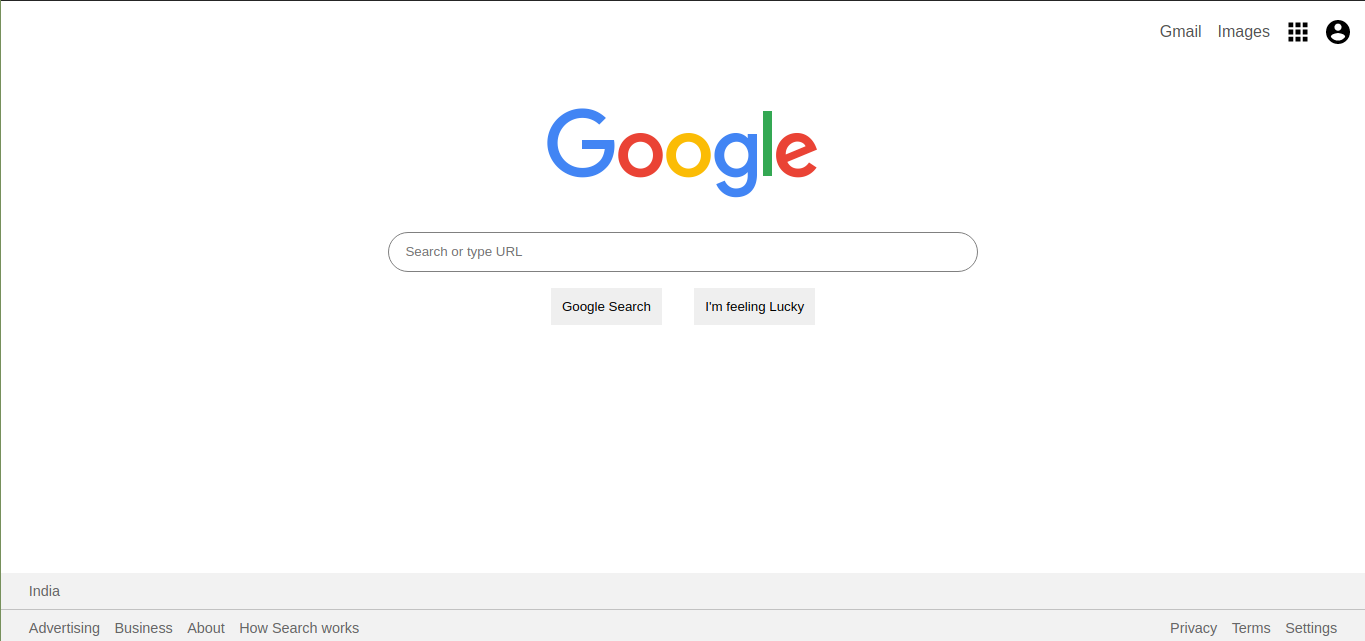 Gmail Images
Google
Search or type URL
Google Search I'm feeling Lucky
India
Advertising Business About How Search works Privacy Terms Settings